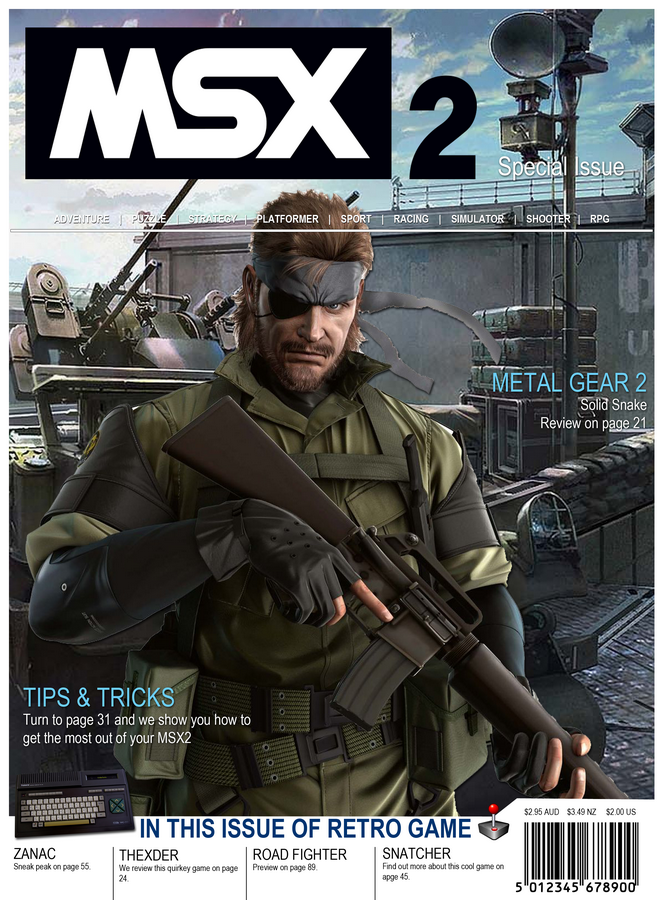 MSX 2
Special Issue
ADVENTURE | PUZZLE | STRATEGY | PLATFORMER | SPORT | RACING | SIMULATOR | SHOOTER | RPG
METAL GEAR 2
Solid Snake
Review on page 21
TIPS & TRICKS
Turn to page 31 and we show you how to
get the most out of your MSX2
$2.95 AUD $3.49 NZ $2.00 US
IN THIS ISSUE OF RETRO GAME
ZANAC
Sneak peak on page 55.
THEXDER
We review this quirkey game on page
24.
ROAD FIGHTER
Preview on page 89.
SNATCHER
Find out more about this cool game on
apge 45.
5 012345 678900